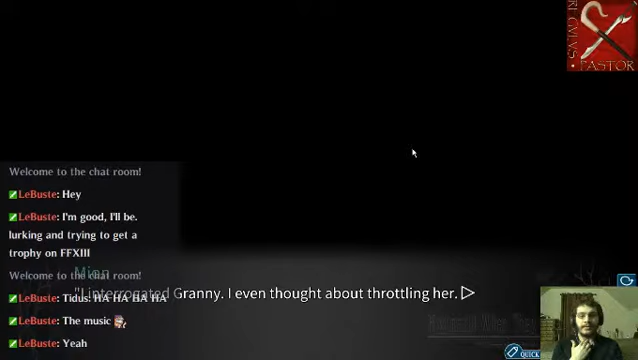 PASTOR
Welcome to the chat room!
LeBuste: Hey
LeBuste: I'm good, I'll be.
lurking and trying to get a
trophy on FFXIII
Welcome to the chat room!
LeBuste: Tidus: HA HA HA HA
LeBuste: The music
LeBuste: Yeah
"I interrogated Granny. I even thought about throttling her.
QUICK